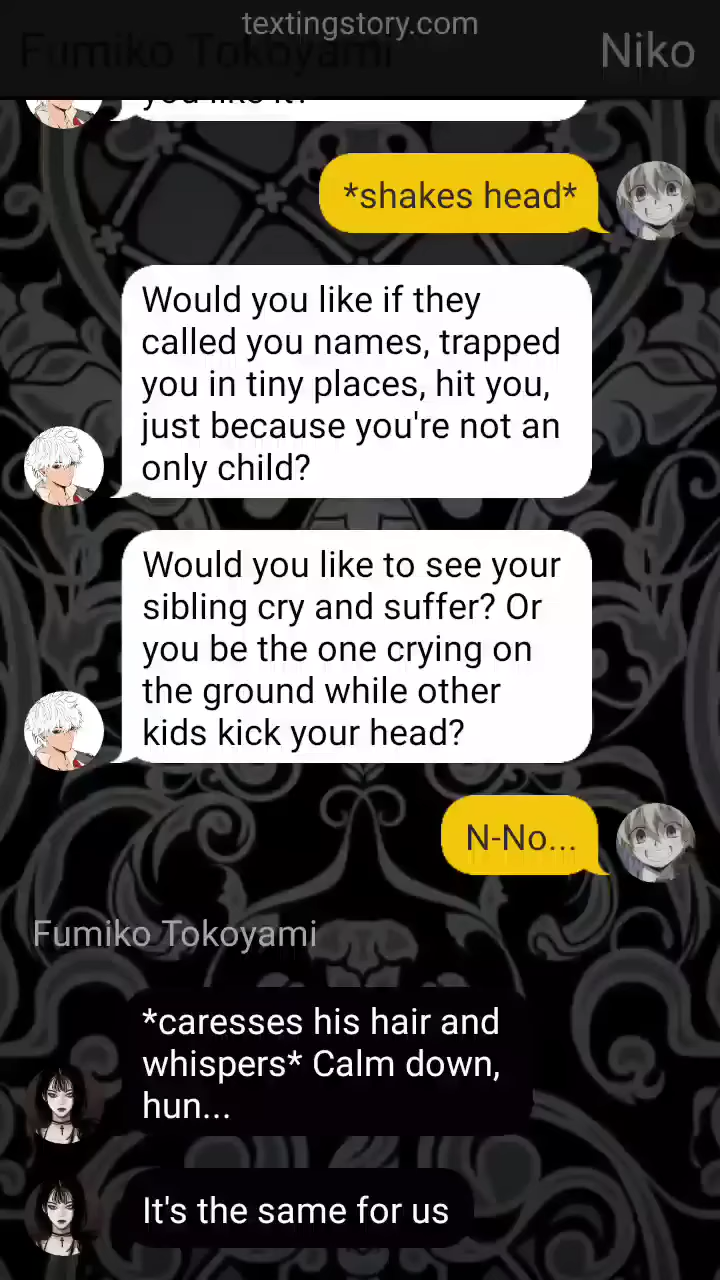 textingstory.com
Fumiko Tokoyami
Niko
you like it?
*shakes head*
Would you like if they
called you names, trapped
you in tiny places, hit you,
just because you're not an
only child?
Would you like to see your
sibling cry and suffer? Or
you be the one crying on
the ground while other
kids kick your head?
N-No...
Fumiko Tokoyami
*caresses his hair and
whispers* Calm down,
hun...
It's the same for us